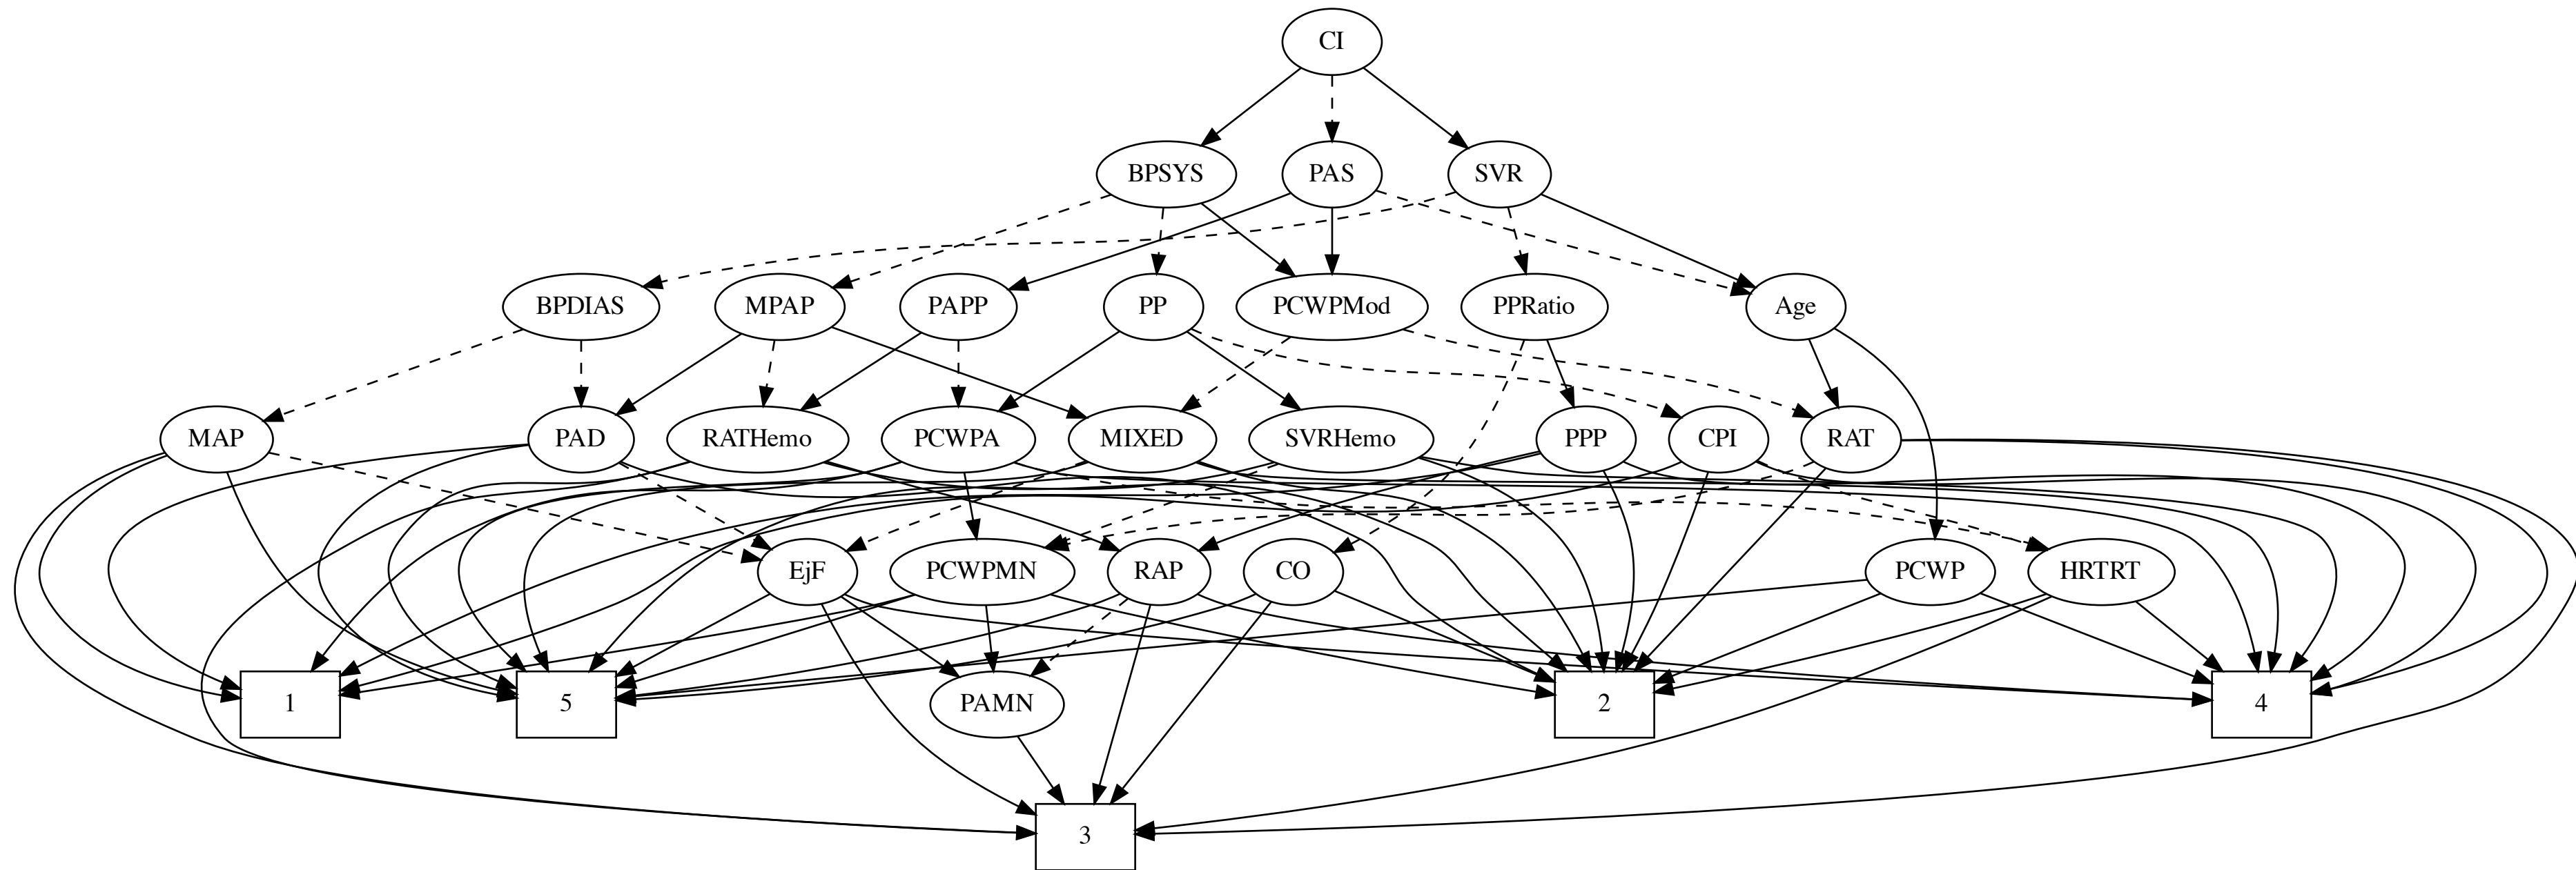 CI
BPSYS
PAS
SVR
BPDIAS
MPAP
PAPP
PP
PCWPMod
PPRatio
Age
MAP
PAD
RATHemo
PCWPA
MIXED
SVRHemo
PPP
CPI
RAT
EjF
PCWPMN
RAP
CO
PCWP
HRTRT
1
5
PAMN
2
4
3